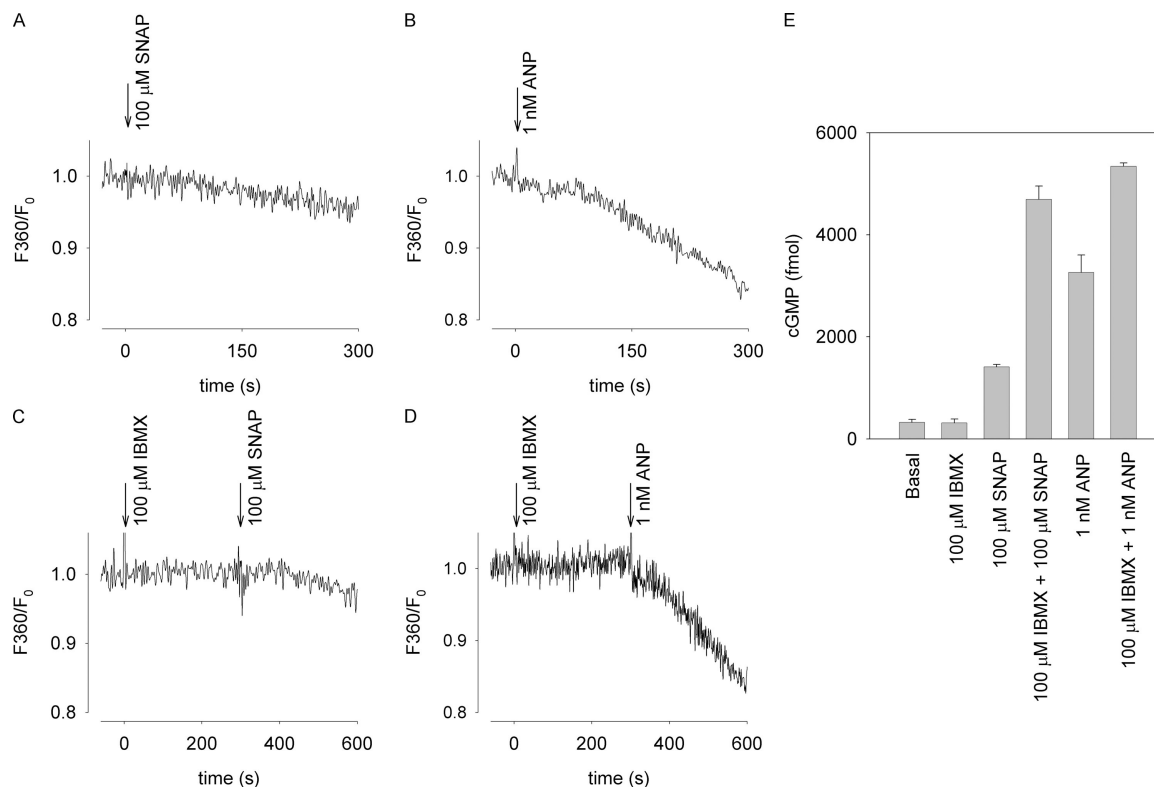 A
100 μM SNAP
F360/F0
1.0
0.9
0.8
0
150
300
time (s)
B
1 nM ANP
F360/F0
1.0
0.9
0.8
0
150
300
time (s)
C
100 μM IBMX
100 μM SNAP
F360/F0
1.0
0.9
0.8
0
200
400
600
time (s)
D
100 μM IBMX
1 nM ANP
F360/F0
1.0
0.9
0.8
0
200
400
600
time (s)
E
cGMP (fmol)
6000
4000
2000
0
Basal
100 μM IBMX
100 μM SNAP
100 μM IBMX + 100 μM SNAP
1 nM ANP
100 μM IBMX + 1 nM ANP